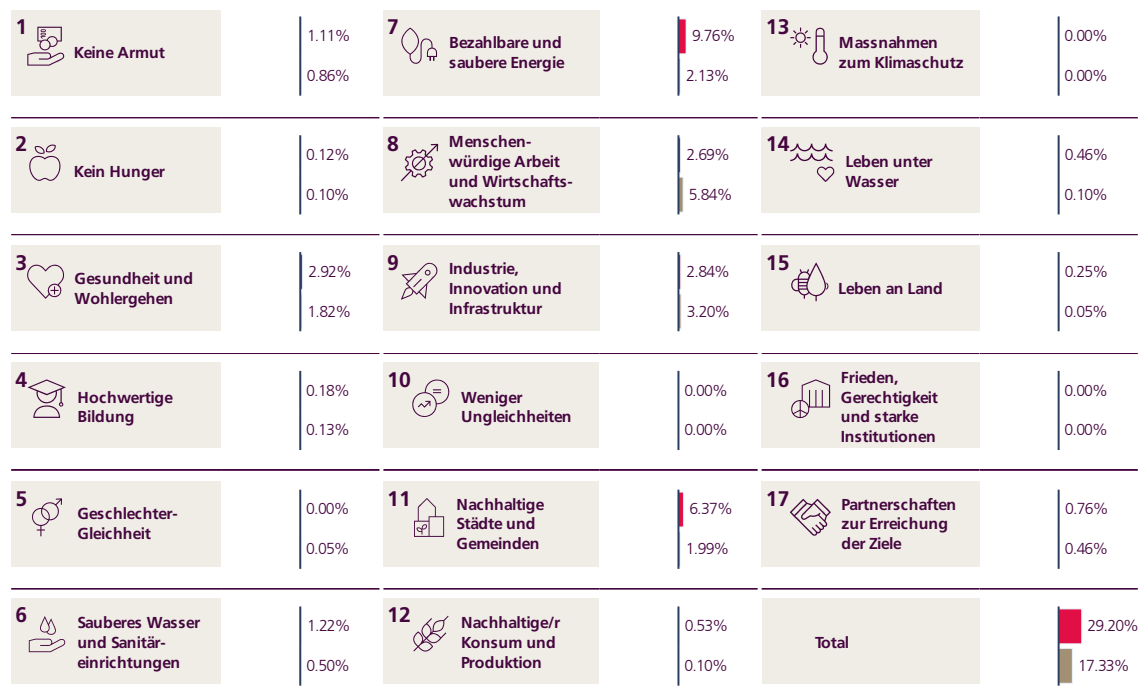 1
Keine Armut
1.11%
0.86%
2
Kein Hunger
0.12%
0.10%
3
Gesundheit und
Wohlergehen
2.92%
1.82%
4
Hochwertige
Bildung
0.18%
0.13%
5
Geschlechter-
Gleichheit
0.00%
0.05%
6
Sauberes Wasser
und Sanitär-
einrichtungen
1.22%
0.50%
7
Bezahlbare und
saubere Energie
9.76%
2.13%
8
Menschen-
würdige Arbeit
und Wirtschafts-
wachstum
2.69%
5.84%
9
Industrie,
Innovation und
Infrastruktur
2.84%
3.20%
10
Weniger
Ungleichheiten
0.00%
0.00%
11
Nachhaltige
Städte und
Gemeinden
6.37%
1.99%
12
Nachhaltige/r
Konsum und
Produktion
0.53%
0.10%
13
Massnahmen
zum Klimaschutz
0.00%
0.00%
14
Leben unter
Wasser
0.46%
0.10%
15
Leben an Land
0.25%
0.05%
16
Frieden,
Gerechtigkeit
und starke
Institutionen
0.00%
0.00%
17
Partnerschaften
zur Erreichung
der Ziele
0.76%
0.46%
Total
29.20%
17.33%